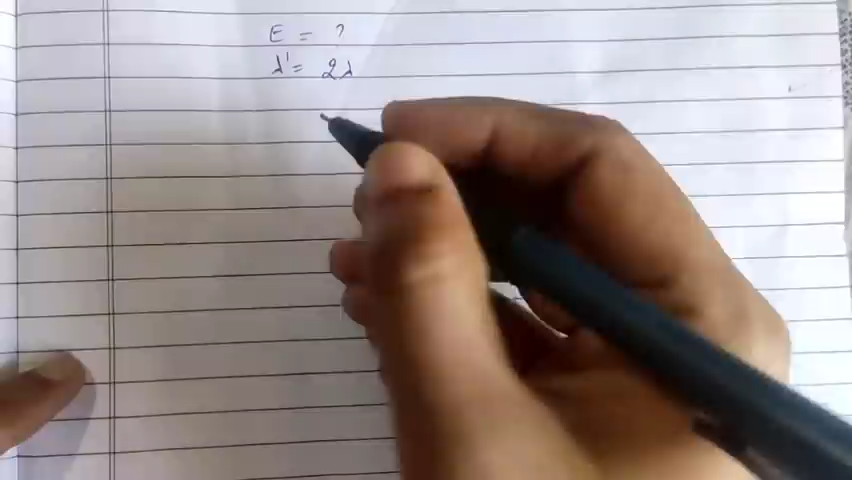 E = ?
λ' = 2λ